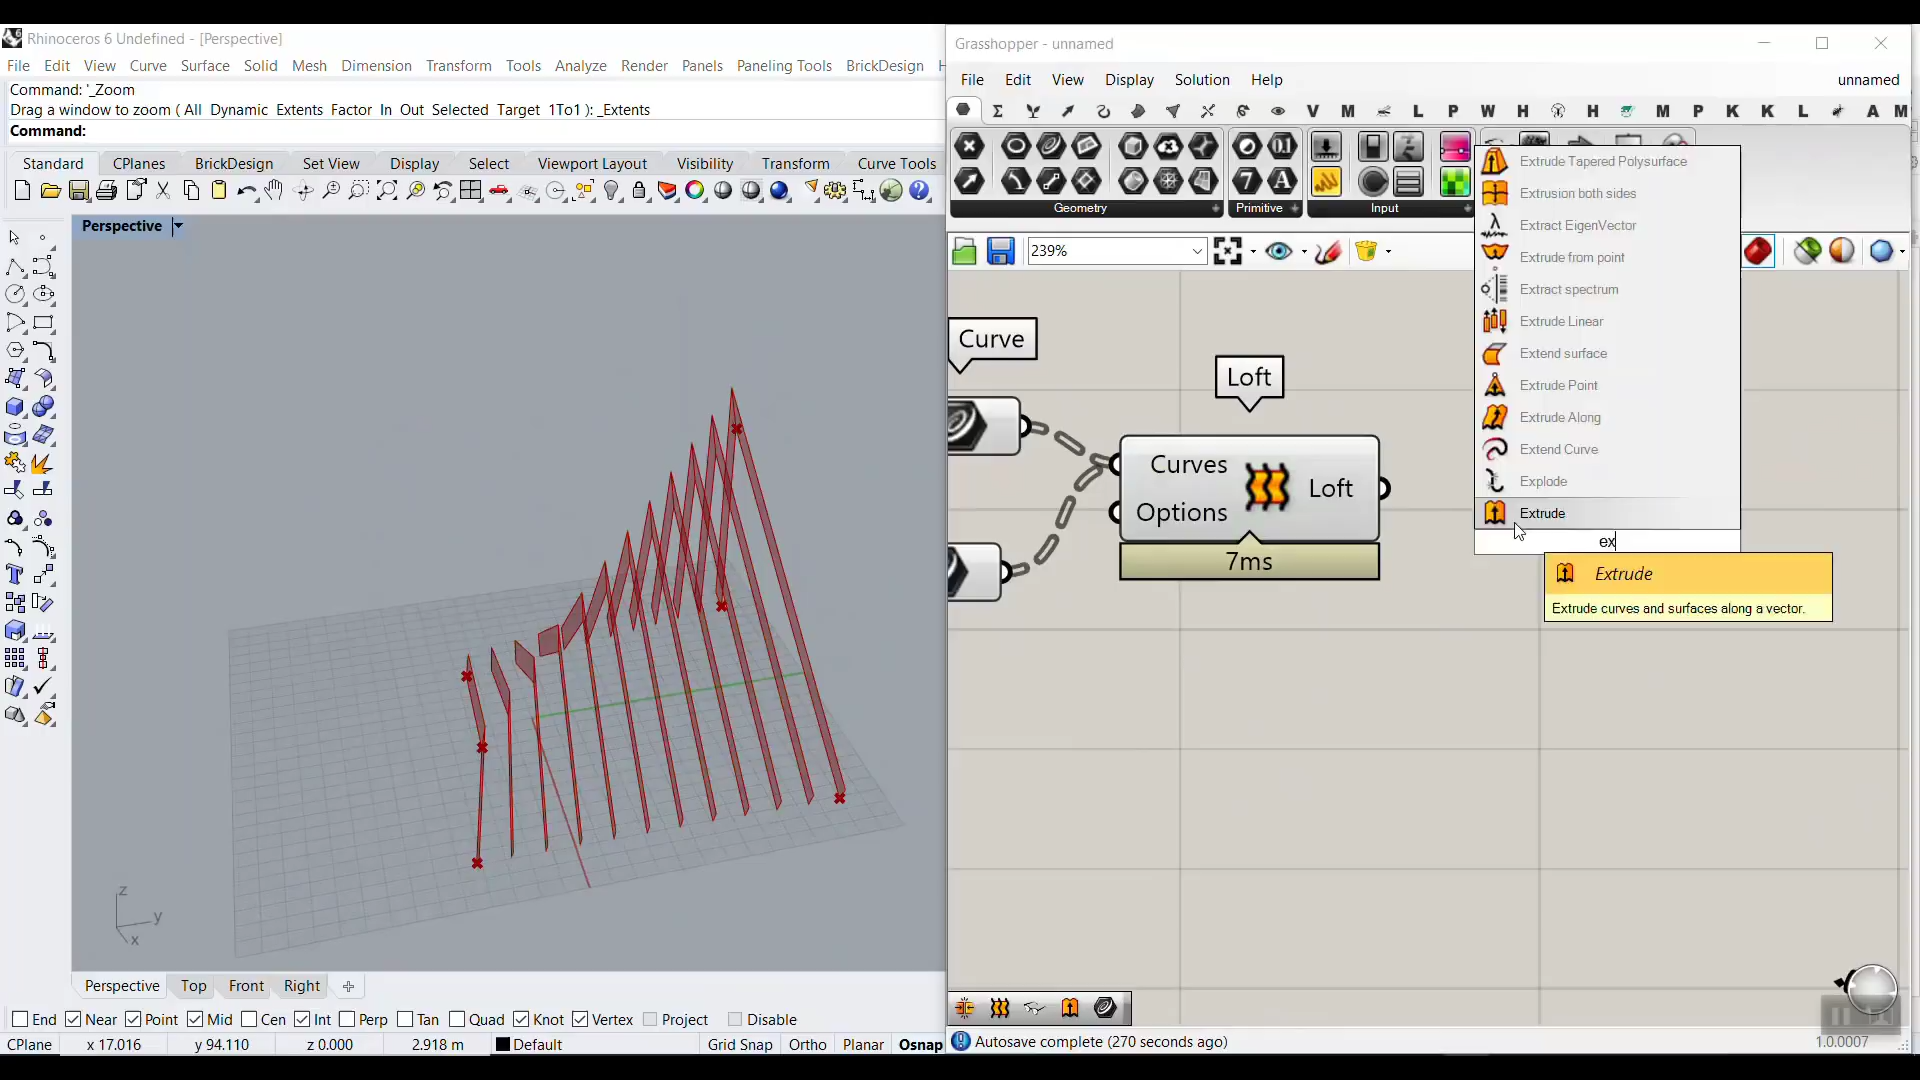 Rhinoceros 6 Undefined - [Perspective]
File Edit View Curve Surface Solid Mesh Dimension Transform Tools Analyze Render Panels Paneling Tools BrickDesign H
Command: '_Zoom
Drag a window to zoom ( All Dynamic Extents Factor In Out Selected Target 1To1 ): _Extents
Command:
Standard CPlanes BrickDesign Set View Display Select Viewport Layout Visibility Transform Curve Tools
Perspective
z
y
x
Perspective Top Front Right
End Near Point Mid Cen Int Perp Tan Quad Knot Vertex Project Disable
CPlane x 17.016 y 94.110 z 0.000 2.918 m Default Grid Snap Ortho Planar Osnap
Grasshopper - unnamed
File Edit View Display Solution Help unnamed
V M L P W H H M P K K L A M
Geometry Primitive Input
239%
Extrude Tapered Polysurface
Extrusion both sides
Extract EigenVector
Extrude from point
Extract spectrum
Extrude Linear
Extend surface
Extrude Point
Extrude Along
Extend Curve
Explode
Extrude
ex
Extrude
Extrude curves and surfaces along a vector.
Curve
Loft
Curves
Options
Loft
7ms
Autosave complete (270 seconds ago)
1.0.0007